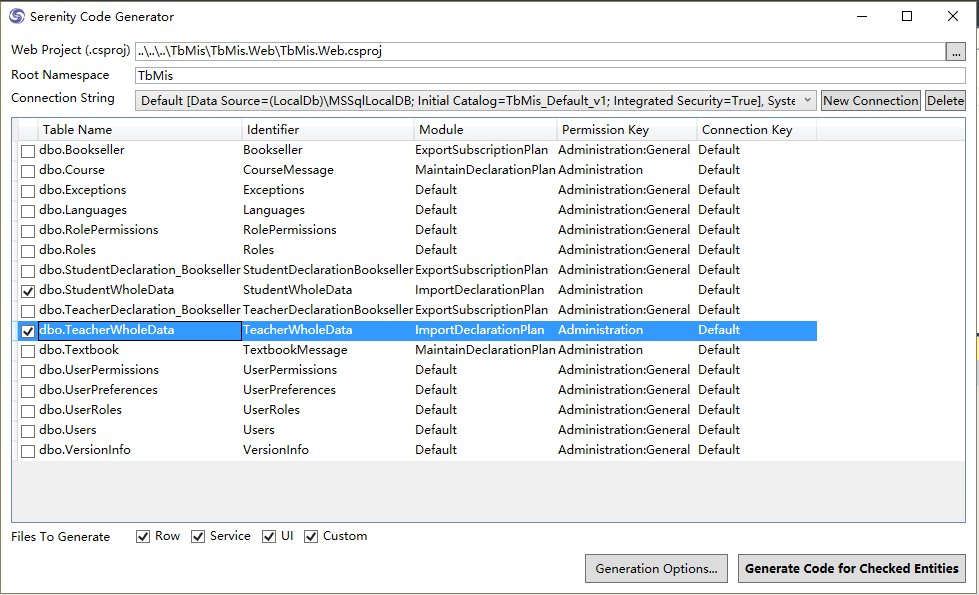 Serenity Code Generator
Web Project (.csproj) ..\..\..\TbMis\TbMis.Web\TbMis.Web.csproj ...
Root Namespace TbMis
Connection String Default [Data Source=(LocalDb)\MSSqlLocalDB; Initial Catalog=TbMis_Default_v1; Integrated Security=True], Syste New Connection Delete
Table Name Identifier Module Permission Key Connection Key
dbo.Bookseller Bookseller ExportSubscriptionPlan Administration:General Default
dbo.Course CourseMessage MaintainDeclarationPlan Administration Default
dbo.Exceptions Exceptions Default Administration:General Default
dbo.Languages Languages Default Administration:General Default
dbo.RolePermissions RolePermissions Default Administration:General Default
dbo.Roles Roles Default Administration:General Default
dbo.StudentDeclaration_Bookseller StudentDeclarationBookseller ExportSubscriptionPlan Administration:General Default
dbo.StudentWholeData StudentWholeData ImportDeclarationPlan Administration Default
dbo.TeacherDeclaration_Bookseller TeacherDeclarationBookseller ExportSubscriptionPlan Administration:General Default
dbo.TeacherWholeData TeacherWholeData ImportDeclarationPlan Administration Default
dbo.Textbook TextbookMessage MaintainDeclarationPlan Administration Default
dbo.UserPermissions UserPermissions Default Administration:General Default
dbo.UserPreferences UserPreferences Default Administration:General Default
dbo.UserRoles UserRoles Default Administration:General Default
dbo.Users Users Default Administration:General Default
dbo.VersionInfo VersionInfo Default Administration:General Default
Files To Generate Row Service UI Custom
Generation Options... Generate Code for Checked Entities